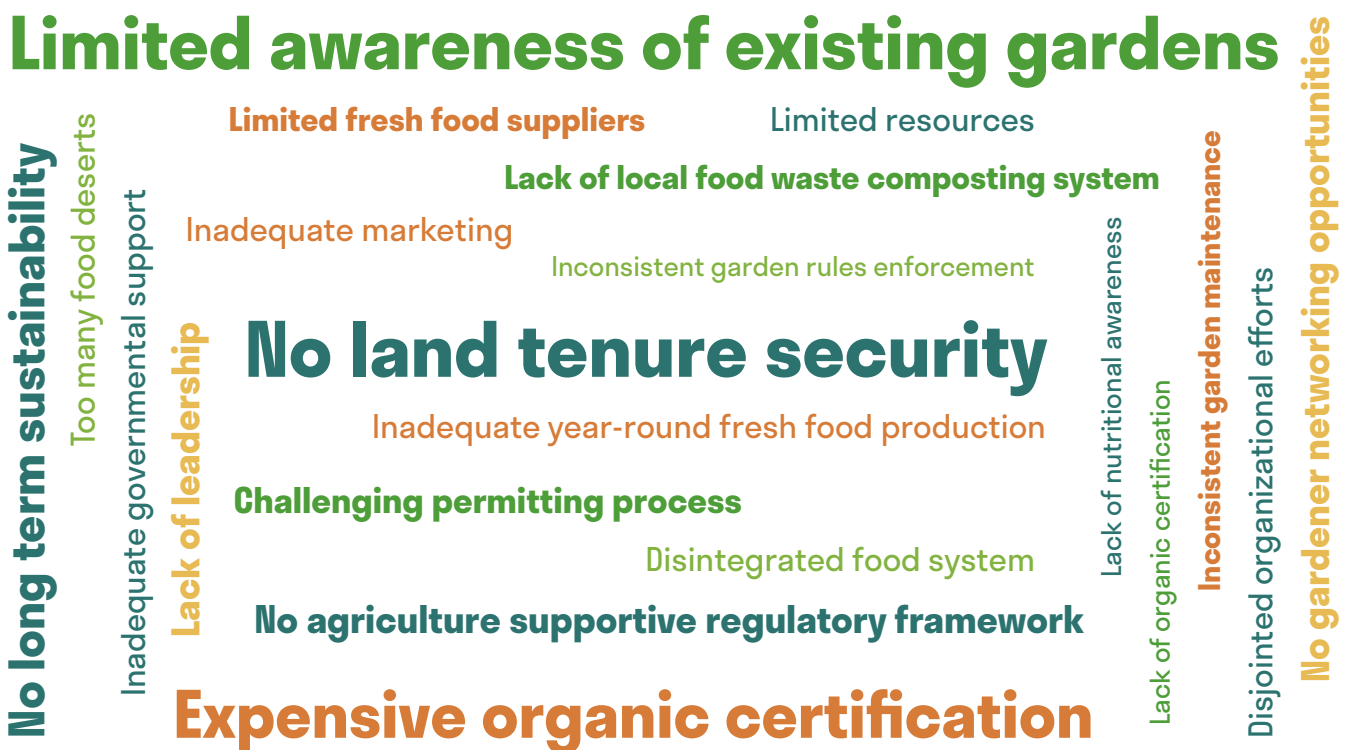 Limited awareness of existing gardens
No gardener networking opportunities
Limited fresh food suppliers
Limited resources
Too many food deserts
No long term sustainability
Inconsistent garden maintenance
Lack of local food waste composting system
Inadequate governmental support
Inadequate marketing
Lack of nutritional awareness
Inconsistent garden rules enforcement
Disjointed organizational efforts
Lack of leadership
No land tenure security
Lack of organic certification
Inadequate year-round fresh food production
Challenging permitting process
Disintegrated food system
No agriculture supportive regulatory framework
Expensive organic certification